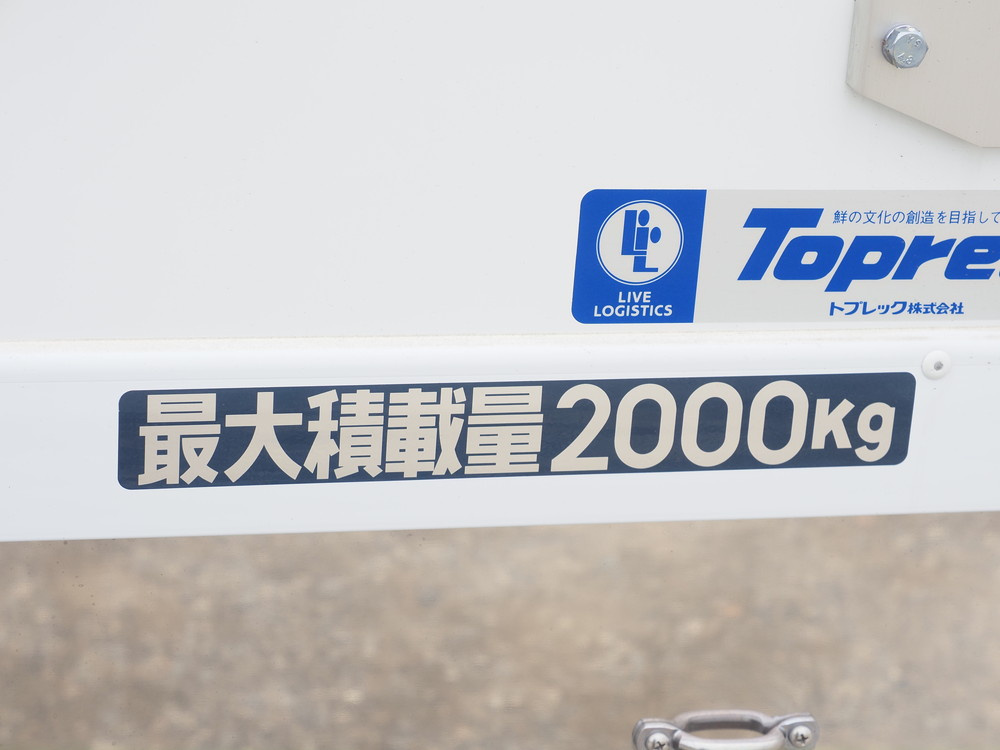 鮮の文化の創造を目指して
Topre
LIVE
LOGISTICS
トプレック株式会社
最大積載量2000Kg